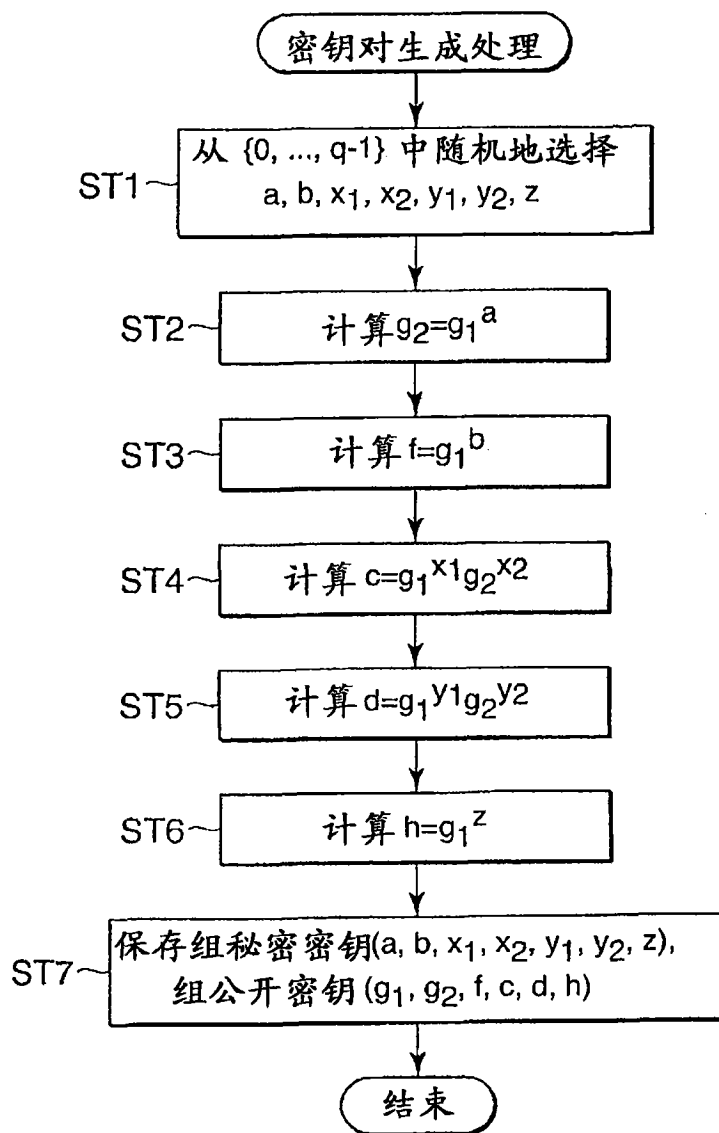 密钥对生成处理
ST1
从 {0, ..., q-1} 中随机地选择
a, b, x₁, x₂, y₁, y₂, z
ST2
计算g₂=g₁ᵃ
ST3
计算 f=g₁ᵇ
ST4
计算 c=g₁ˣ¹g₂ˣ²
ST5
计算 d=g₁ʸ¹g₂ʸ²
ST6
计算 h=g₁ᶻ
ST7
保存组秘密密钥(a, b, x₁, x₂, y₁, y₂, z),
组公开密钥 (g₁, g₂, f, c, d, h)
结束